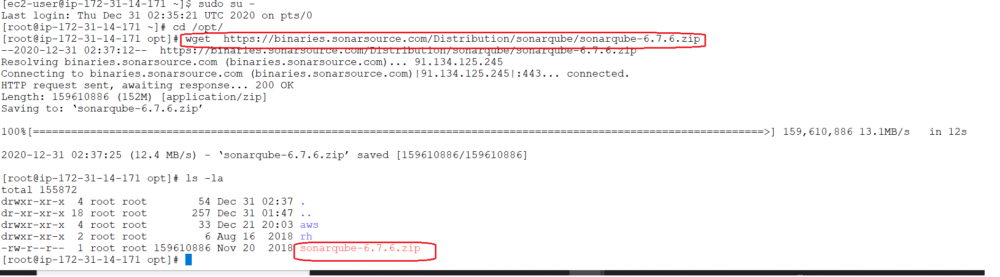 [ec2-user@ip-172-31-14-171 ~]$ sudo su -
Last login: Thu Dec 31 02:35:21 UTC 2020 on pts/0
[root@ip-172-31-14-171 ~]# cd /opt/
[root@ip-172-31-14-171 opt]# wget  https://binaries.sonarsource.com/Distribution/sonarqube/sonarqube-6.7.6.zip
--2020-12-31 02:37:12--  https://binaries.sonarsource.com/Distribution/sonarqube/sonarqube-6.7.6.zip
Resolving binaries.sonarsource.com (binaries.sonarsource.com)... 91.134.125.245
Connecting to binaries.sonarsource.com (binaries.sonarsource.com)|91.134.125.245|:443... connected.
HTTP request sent, awaiting response... 200 OK
Length: 159610886 (152M) [application/zip]
Saving to: ‘sonarqube-6.7.6.zip’
100%[===================================================================================================================>] 159,610,886 13.1MB/s   in 12s
2020-12-31 02:37:25 (12.4 MB/s) - ‘sonarqube-6.7.6.zip’ saved [159610886/159610886]
[root@ip-172-31-14-171 opt]# ls -la
total 155872
drwxr-xr-x  4 root root        54 Dec 31 02:37 .
dr-xr-xr-x 18 root root       257 Dec 31 01:47 ..
drwxr-xr-x  4 root root        33 Dec 21 20:03 aws
drwxr-xr-x  2 root root         6 Aug 16  2018 rh
-rw-r--r--  1 root root 159610886 Nov 20  2018 sonarqube-6.7.6.zip
[root@ip-172-31-14-171 opt]#